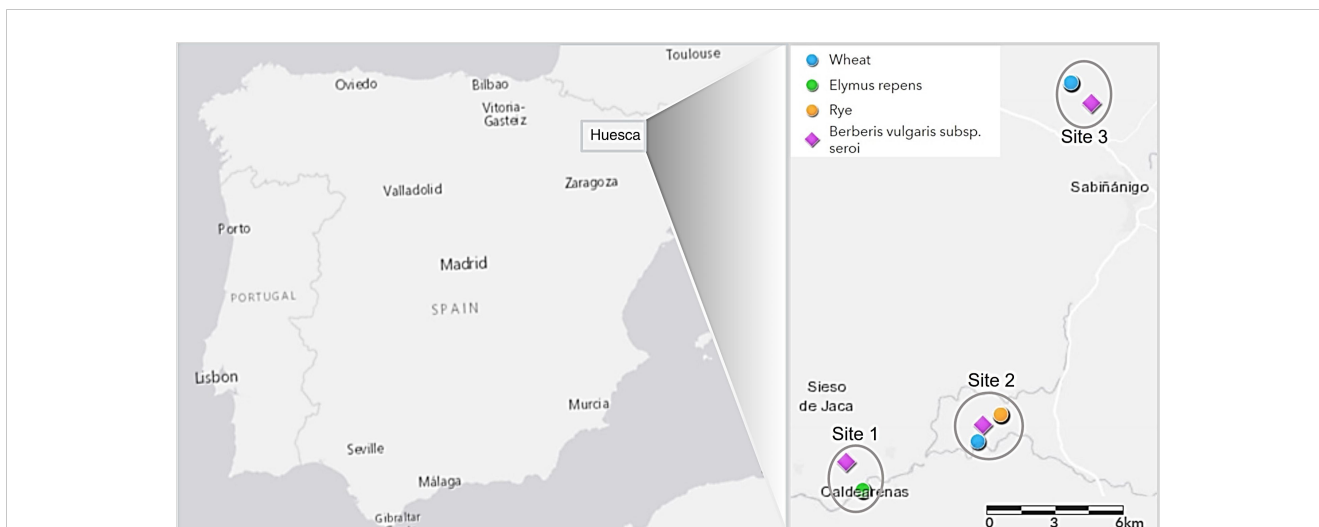 Toulouse
Oviedo
Bilbao
Vitoria-
Gasteiz
Huesca
Valladolid
Zaragoza
Porto
Madrid
PORTUGAL
SPAIN
Lisbon
Murcia
Seville
Málaga
Gibraltar
Wheat
Elymus repens
Rye
Berberis vulgaris subsp.
seroi
Site 3
Sabiñánigo
Site 2
Sieso
de Jaca
Site 1
Caldearenas
0 3 6km